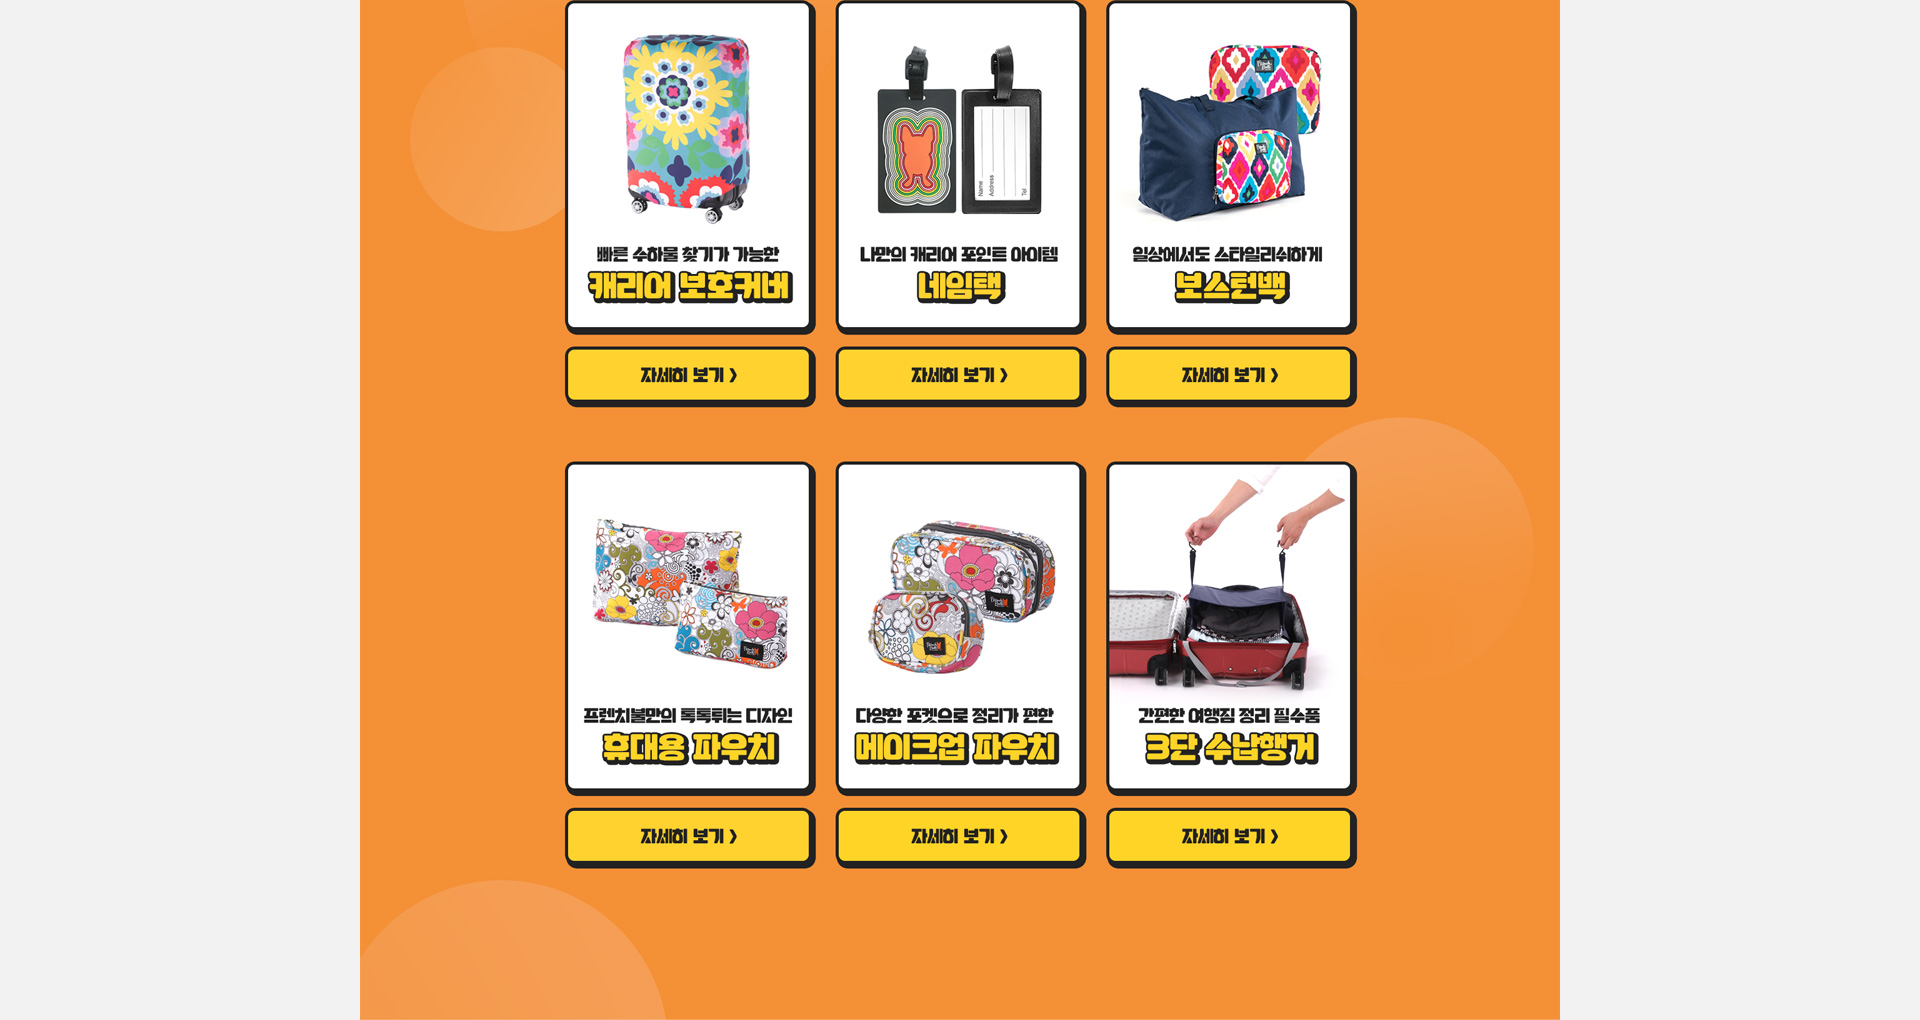 Name
Address
Tel
빠른 수하물 찾기가 가능한
캐리어 보호커버
나만의 캐리어 포인트 아이템
네임택
일상에서도 스타일리쉬하게
보스턴백
자세히 보기 》
자세히 보기 》
자세히 보기 》
프렌치불만의 톡톡튀는 디자인
휴대용 파우치
다양한 포켓으로 정리가 편한
메이크업 파우치
간편한 여행짐 정리 필수품
3단 수납행거
자세히 보기 》
자세히 보기 》
자세히 보기 》